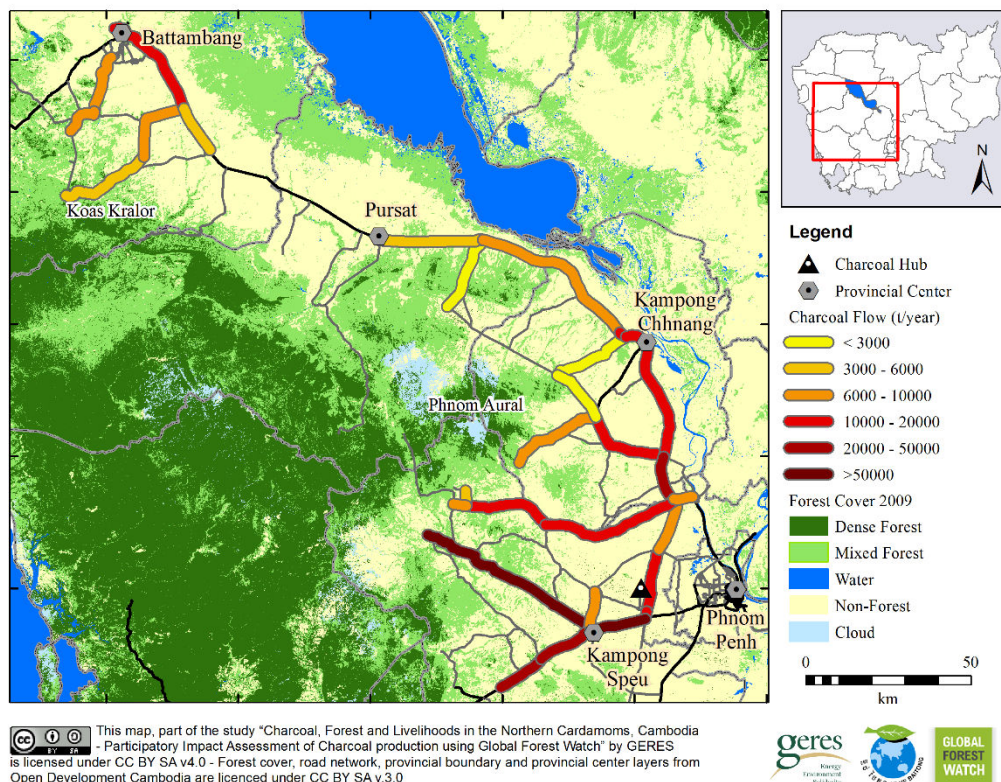 Battambang
Koas Kralor
Pursat
Kampong
Chhnang
Phnom Aural
Phnom
Penh
Kampong
Speu
N
Legend
Charcoal Hub
Provincial Center
Charcoal Flow (t/year)
< 3000
3000 - 6000
6000 - 10000
10000 - 20000
20000 - 50000
>50000
Forest Cover 2009
Dense Forest
Mixed Forest
Water
Non-Forest
Cloud
0 50
km
CC BY SA
This map, part of the study "Charcoal, Forest and Livelihoods in the Northern Cardamoms, Cambodia
- Participatory Impact Assessment of Charcoal production using Global Forest Watch" by GERES
is licensed under CC BY SA v4.0 - Forest cover, road network, provincial boundary and provincial center layers from
Open Development Cambodia are licenced under CC BY SA v.3.0
geres
Energy
Environment
GLOBAL
FOREST
WATCH